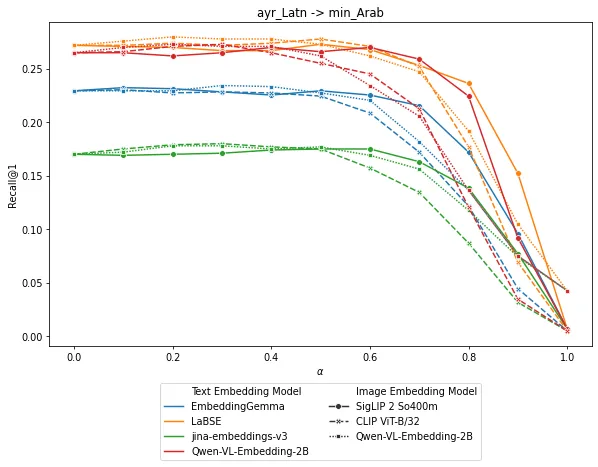 ayr_Latn -> min_Arab
Recall@1
0.25
0.20
0.15
0.10
0.05
0.00
0.0 0.2 0.4 0.6 0.8 1.0
α
Text Embedding Model
EmbeddingGemma
LaBSE
jina-embeddings-v3
Qwen-VL-Embedding-2B
Image Embedding Model
SigLIP 2 So400m
CLIP ViT-B/32
Qwen-VL-Embedding-2B